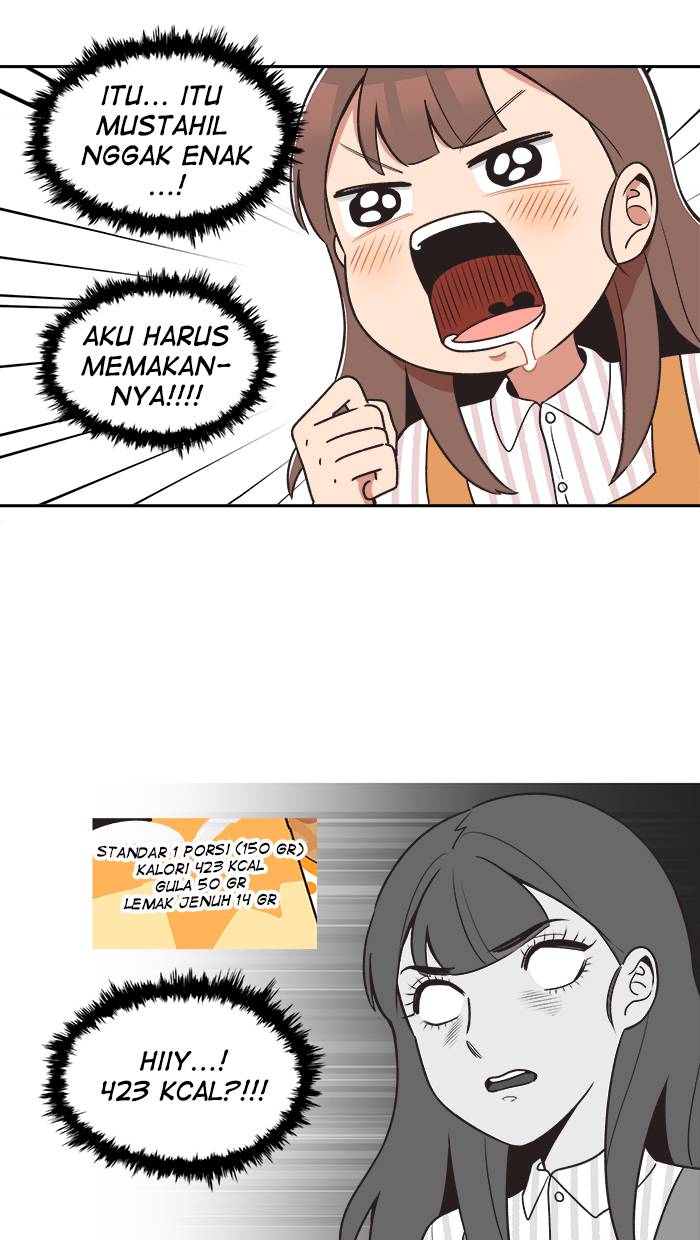 ITU... ITU
MUSTAHIL
NGGAK ENAK
...!
AKU HARUS
MEMAKAN-
NYA!!!!
STANDAR 1 PORSI (150 GR)
KALORI 423 KCAL
GULA 50 GR
LEMAK JENUH 14 GR
HIIY...!
423 KCAL?!!!